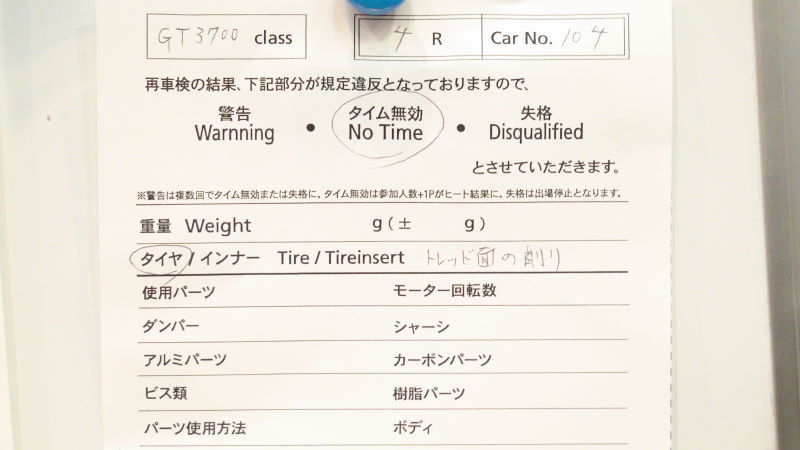 GT3700 class 4 R Car No. 104
再車検の結果、下記部分が規定違反となっておりますので、
警告 タイム無効 失格
Warnning ● No Time ● Disqualified
とさせていただきます。
※警告は複数回でタイム無効または失格に。タイム無効は参加人数+1Pがヒート結果に。失格は出場停止となります。
重量 Weight g(± g)
タイヤ/インナー Tire / Tireinsert トレッド面の削り
使用パーツ モーター回転数
ダンパー シャーシ
アルミパーツ カーボンパーツ
ビス類 樹脂パーツ
パーツ使用方法 ボディ